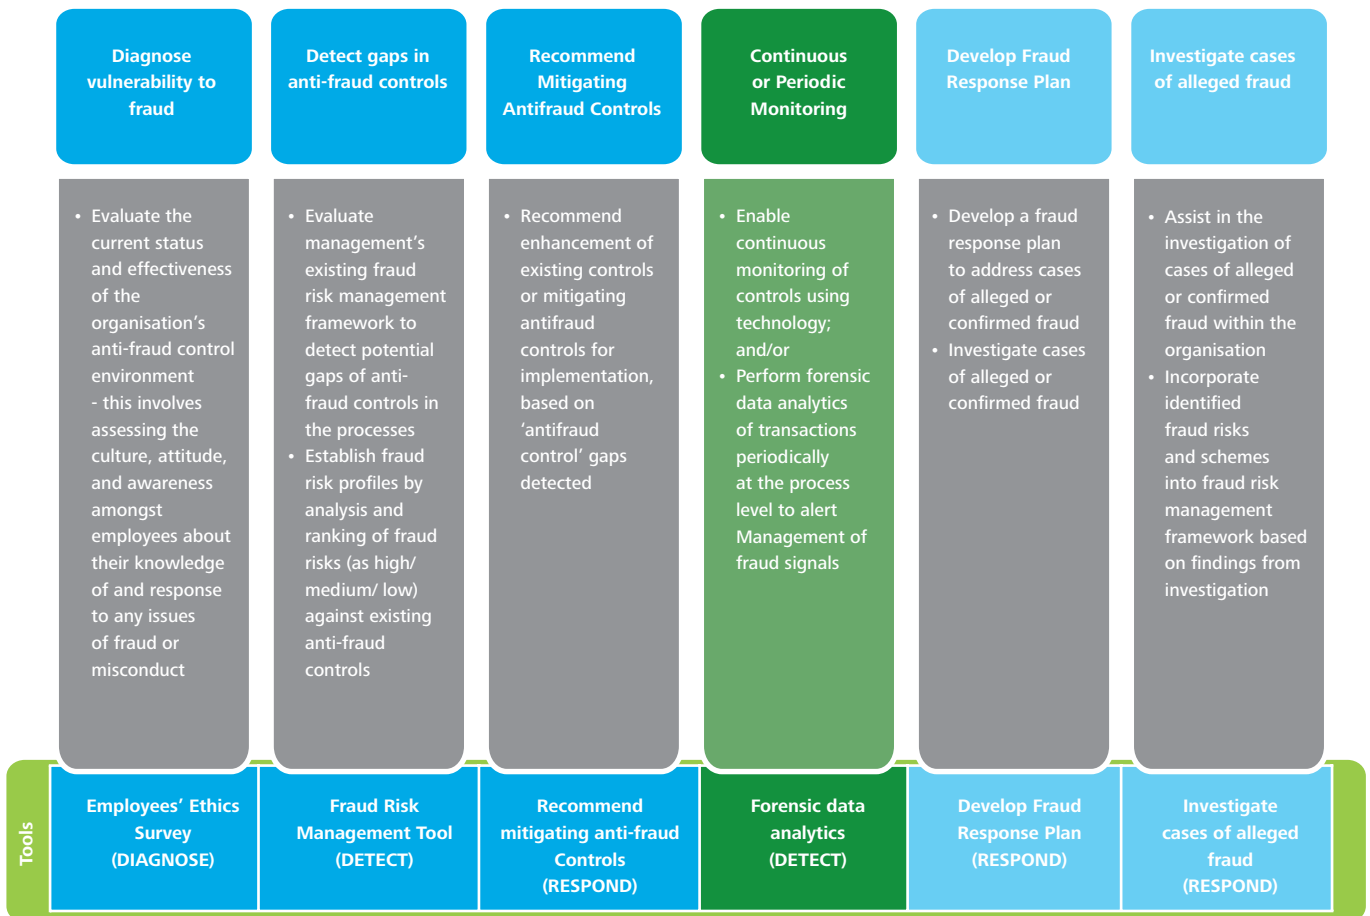 Diagnose
vulnerability to
fraud
Detect gaps in
anti-fraud controls
Recommend
Mitigating
Antifraud Controls
Continuous
or Periodic
Monitoring
Develop Fraud
Response Plan
Investigate cases
of alleged fraud
• Evaluate the
current status
and effectiveness
of the
organisation’s
anti-fraud control
environment
- this involves
assessing the
culture, attitude,
and awareness
amongst
employees about
their knowledge
of and response
to any issues
of fraud or
misconduct
• Evaluate
management’s
existing fraud
risk management
framework to
detect potential
gaps of anti-
fraud controls in
the processes
• Establish fraud
risk profiles by
analysis and
ranking of fraud
risks (as high/
medium/ low)
against existing
anti-fraud
controls
• Recommend
enhancement of
existing controls
or mitigating
antifraud
controls for
implementation,
based on
‘antifraud
control’ gaps
detected
• Enable
continuous
monitoring of
controls using
technology;
and/or
• Perform forensic
data analytics
of transactions
periodically
at the process
level to alert
Management of
fraud signals
• Develop a fraud
response plan
to address cases
of alleged or
confirmed fraud
• Investigate cases
of alleged or
confirmed fraud
• Assist in the
investigation of
cases of alleged
or confirmed
fraud within the
organisation
• Incorporate
identified
fraud risks
and schemes
into fraud risk
management
framework based
on findings from
investigation
Tools
Employees’ Ethics
Survey
(DIAGNOSE)
Fraud Risk
Management Tool
(DETECT)
Recommend
mitigating anti-fraud
Controls
(RESPOND)
Forensic data
analytics
(DETECT)
Develop Fraud
Response Plan
(RESPOND)
Investigate
cases of alleged
fraud
(RESPOND)